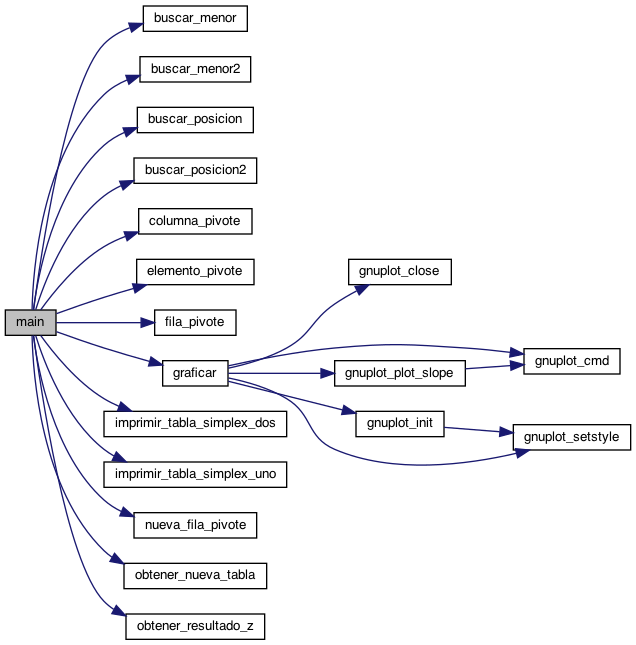 buscar_menor
buscar_menor2
buscar_posicion
buscar_posicion2
columna_pivote
elemento_pivote
gnuplot_close
main
fila_pivote
graficar
gnuplot_plot_slope
gnuplot_cmd
imprimir_tabla_simplex_dos
gnuplot_init
gnuplot_setstyle
imprimir_tabla_simplex_uno
nueva_fila_pivote
obtener_nueva_tabla
obtener_resultado_z